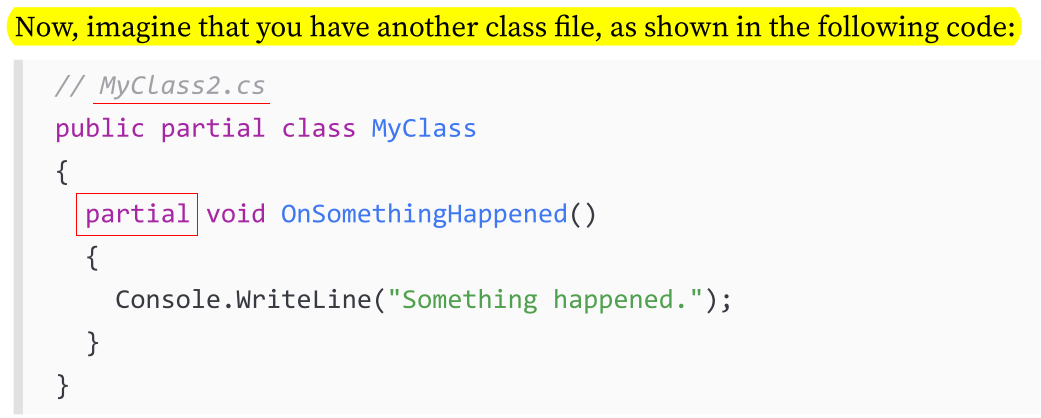 Now, imagine that you have another class file, as shown in the following code:
// MyClass2.cs
public partial class MyClass
{
partial void OnSomethingHappened()
{
Console.WriteLine("Something happened.");
}
}